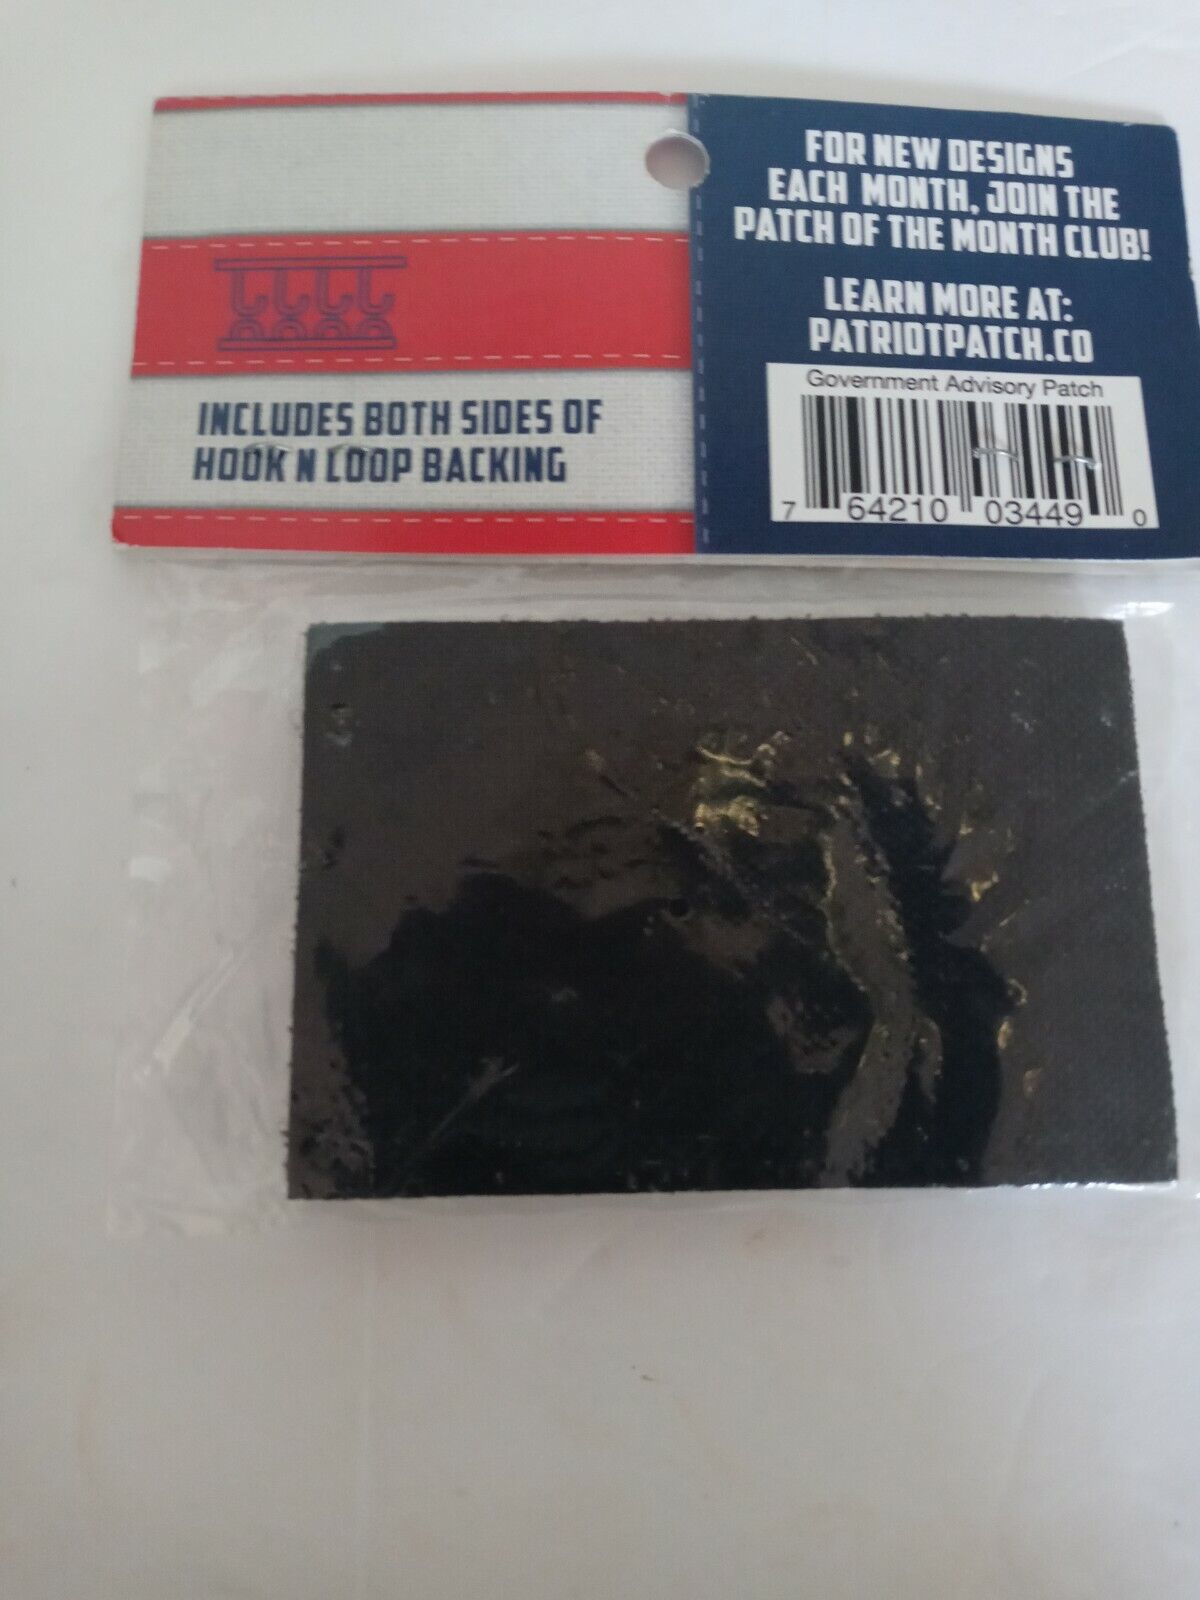 FOR NEW DESIGNS
EACH MONTH, JOIN THE
PATCH OF THE MONTH CLUB!
LEARN MORE AT:
PATRIOTPATCH.CO
Government Advisory Patch
7 64210 03449 0
INCLUDES BOTH SIDES OF
HOOK N LOOP BACKING